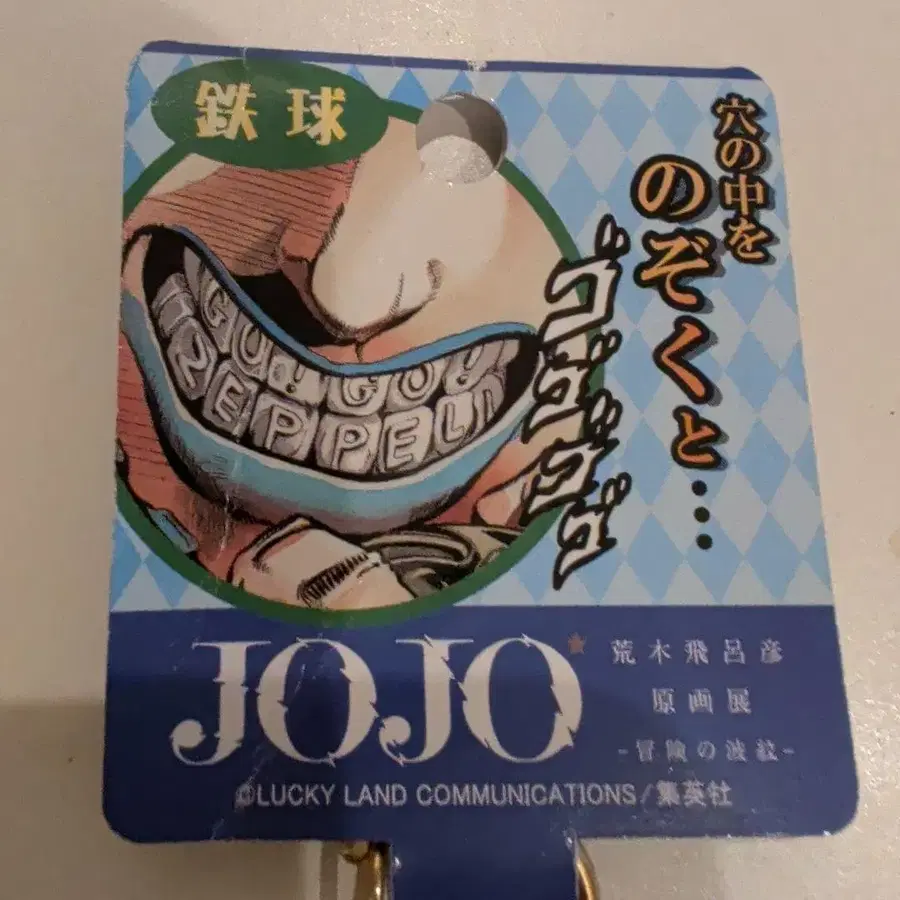 鉄球
穴の中を
のぞくと…
ゴゴゴゴ
GO! GO!
ZEPPELI
JOJO
荒木飛呂彦
原画展
-冒険の波紋-
©LUCKY LAND COMMUNICATIONS/集英社